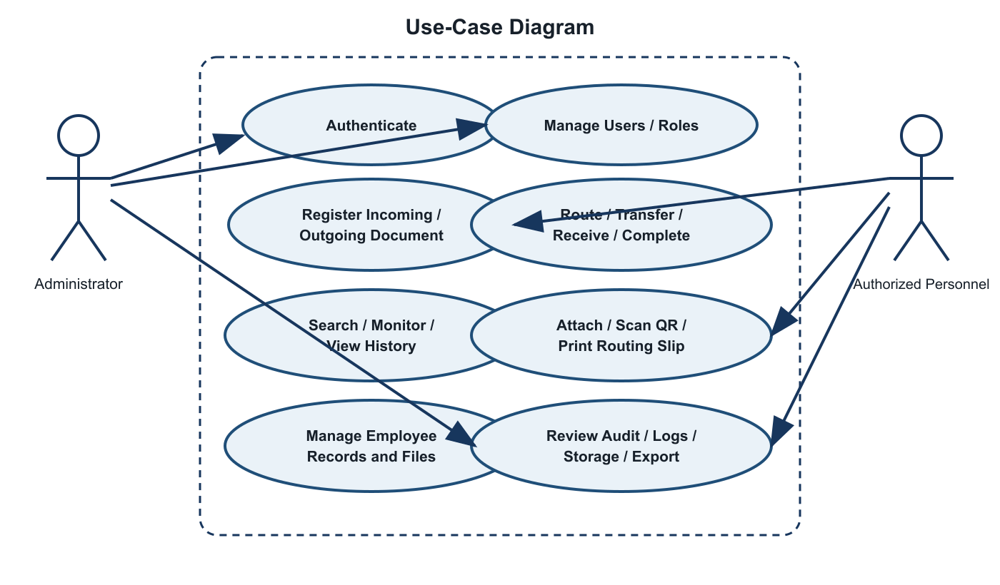 Use-Case Diagram
Authenticate
Manage Users / Roles
Register Incoming /
Outgoing Document
Route / Transfer /
Receive / Complete
Administrator
Authorized Personnel
Search / Monitor /
View History
Attach / Scan QR /
Print Routing Slip
Manage Employee
Records and Files
Review Audit / Logs /
Storage / Export